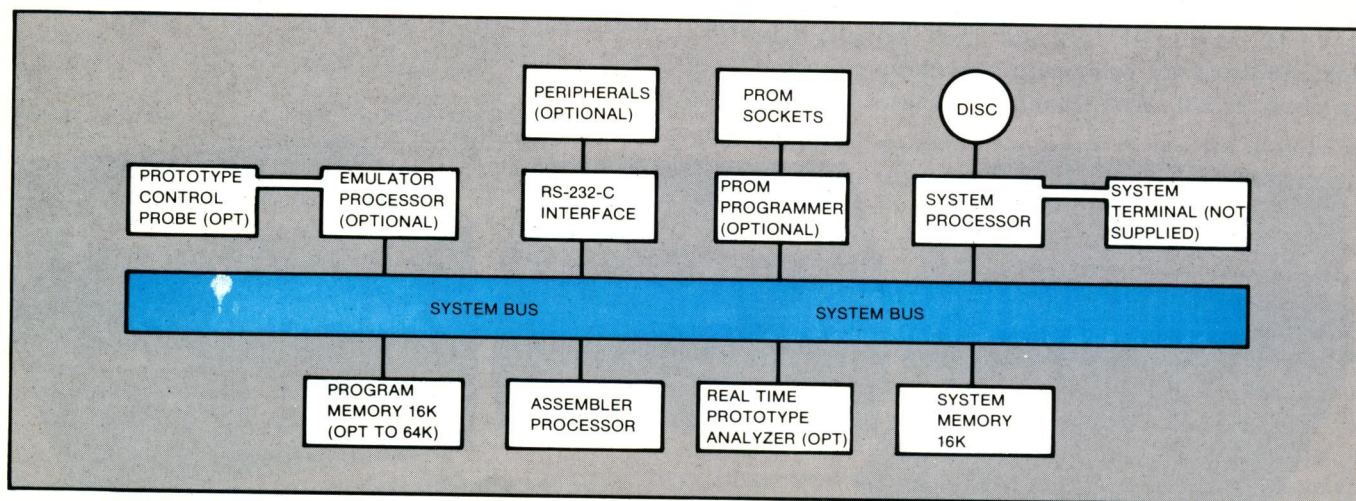 PERIPHERALS
(OPTIONAL)
PROM
SOCKETS
DISC
PROTOTYPE
CONTROL
PROBE (OPT)
EMULATOR
PROCESSOR
(OPTIONAL)
RS-232-C
INTERFACE
PROM
PROGRAMMER
(OPTIONAL)
SYSTEM
PROCESSOR
SYSTEM
TERMINAL (NOT
SUPPLIED)
SYSTEM BUS
SYSTEM BUS
PROGRAM
MEMORY 16K
(OPT TO 64K)
ASSEMBLER
PROCESSOR
REAL TIME
PROTOTYPE
ANALYZER (OPT)
SYSTEM
MEMORY
16K